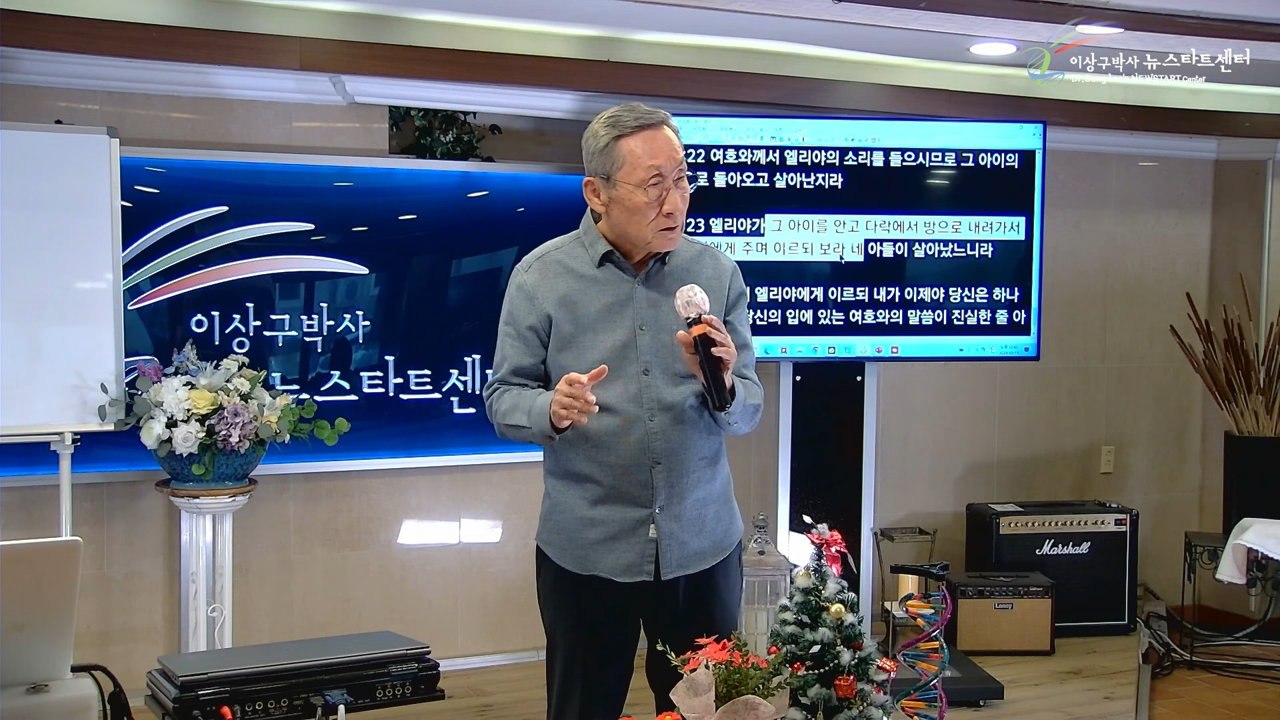 이상구박사 뉴스타트센터
Dr. Sang Lee's NEWSTART Center
22 여호와께서 엘리야의 소리를 들으시므로 그 아이의
로 돌아오고 살아난지라
23 엘리야가 그 아이를 안고 다락에서 방으로 내려가서
에게 주며 이르되 보라 네 아들이 살아났느니라
엘리야에게 이르되 내가 이제야 당신은 하나
당신의 입에 있는 여호와의 말씀이 진실한 줄 아
이상구박사
뉴스타트센
Marshall
Laney